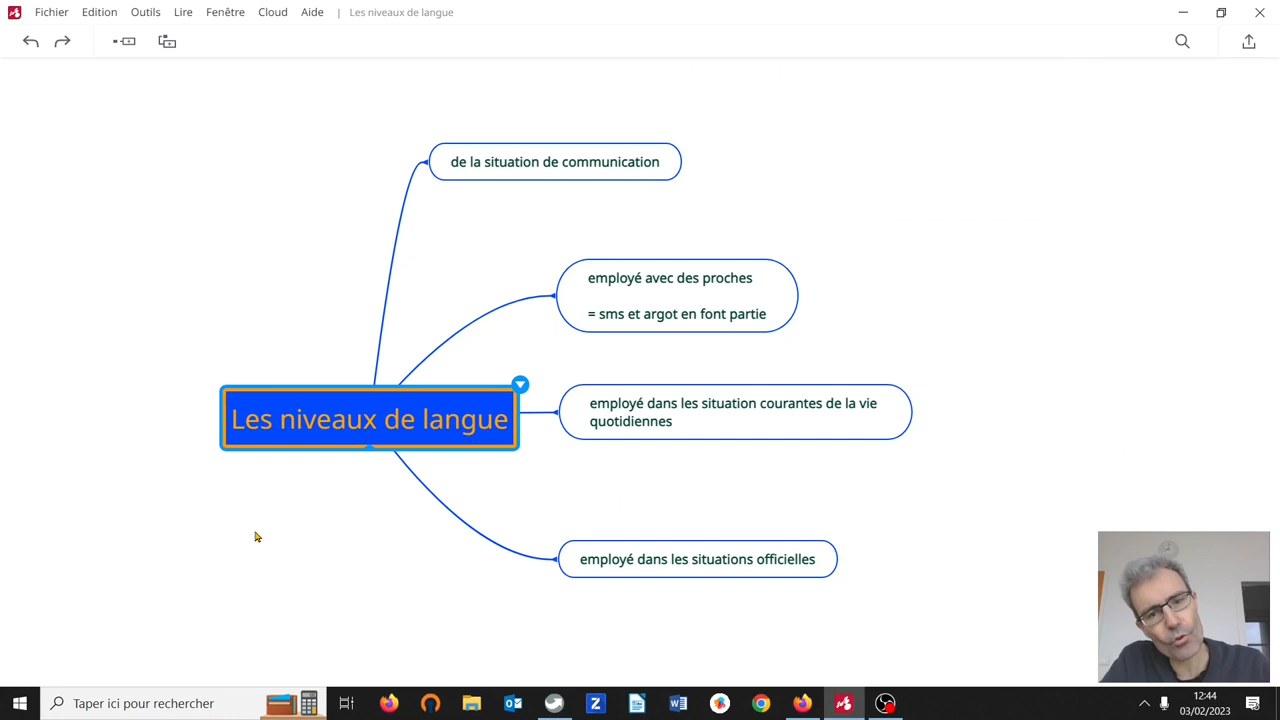 Fichier Edition Outils Lire Fenêtre Cloud Aide | Les niveaux de langue
de la situation de communication
employé avec des proches
= sms et argot en font partie
Les niveaux de langue
employé dans les situation courantes de la vie
quotidiennes
employé dans les situations officielles
Taper ici pour rechercher
12:44
03/02/2023